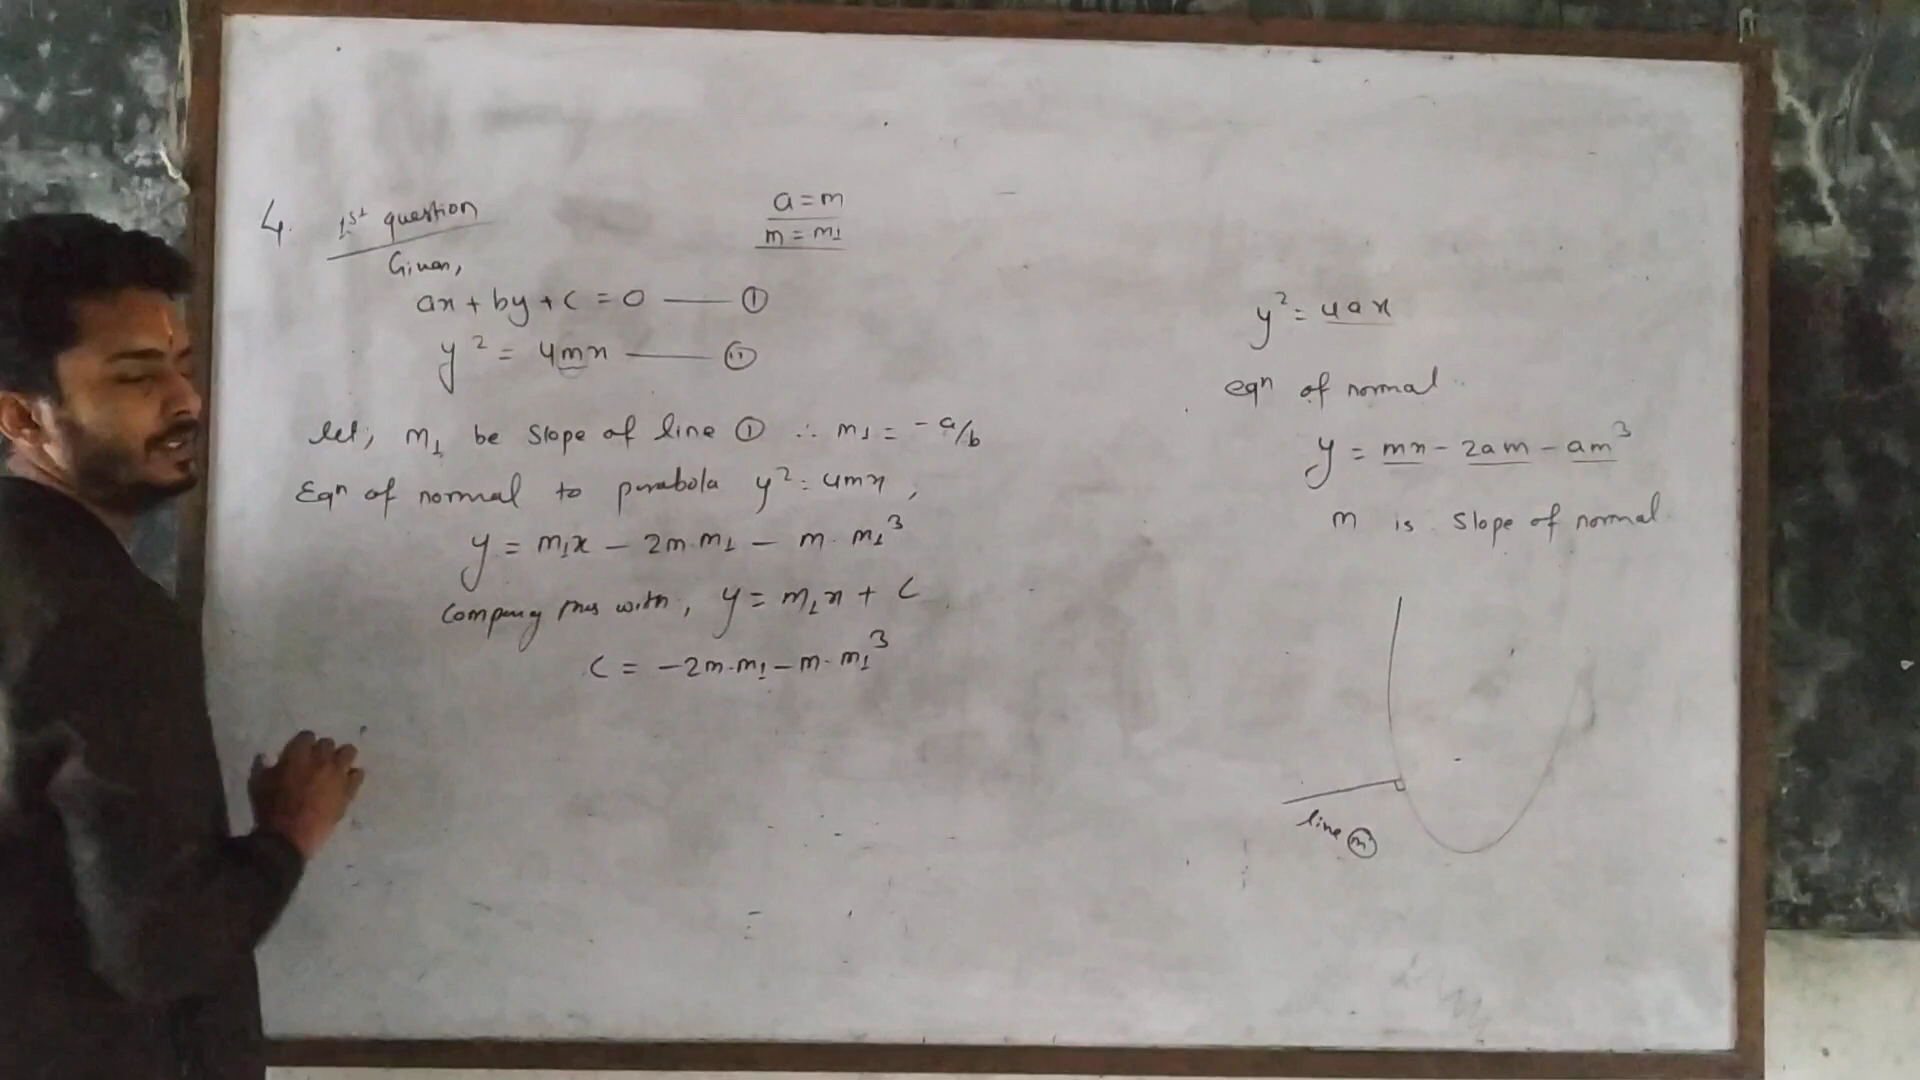 4. 1st question
a = m
m = m1
Given,
ax + by + c = 0 —— ①
y² = 4mx —— ⑪
let, m1 be slope of line ① ∴ m1 = -a/b
Eqn of normal to parabola y² = 4mx,
y = m1x - 2m·m1 - m·m1³
Comparing this with, y = m1x + c
c = -2m·m1 - m·m1³
y² = 4ax
eqn of normal
y = mx - 2am - am³
m is slope of normal
line